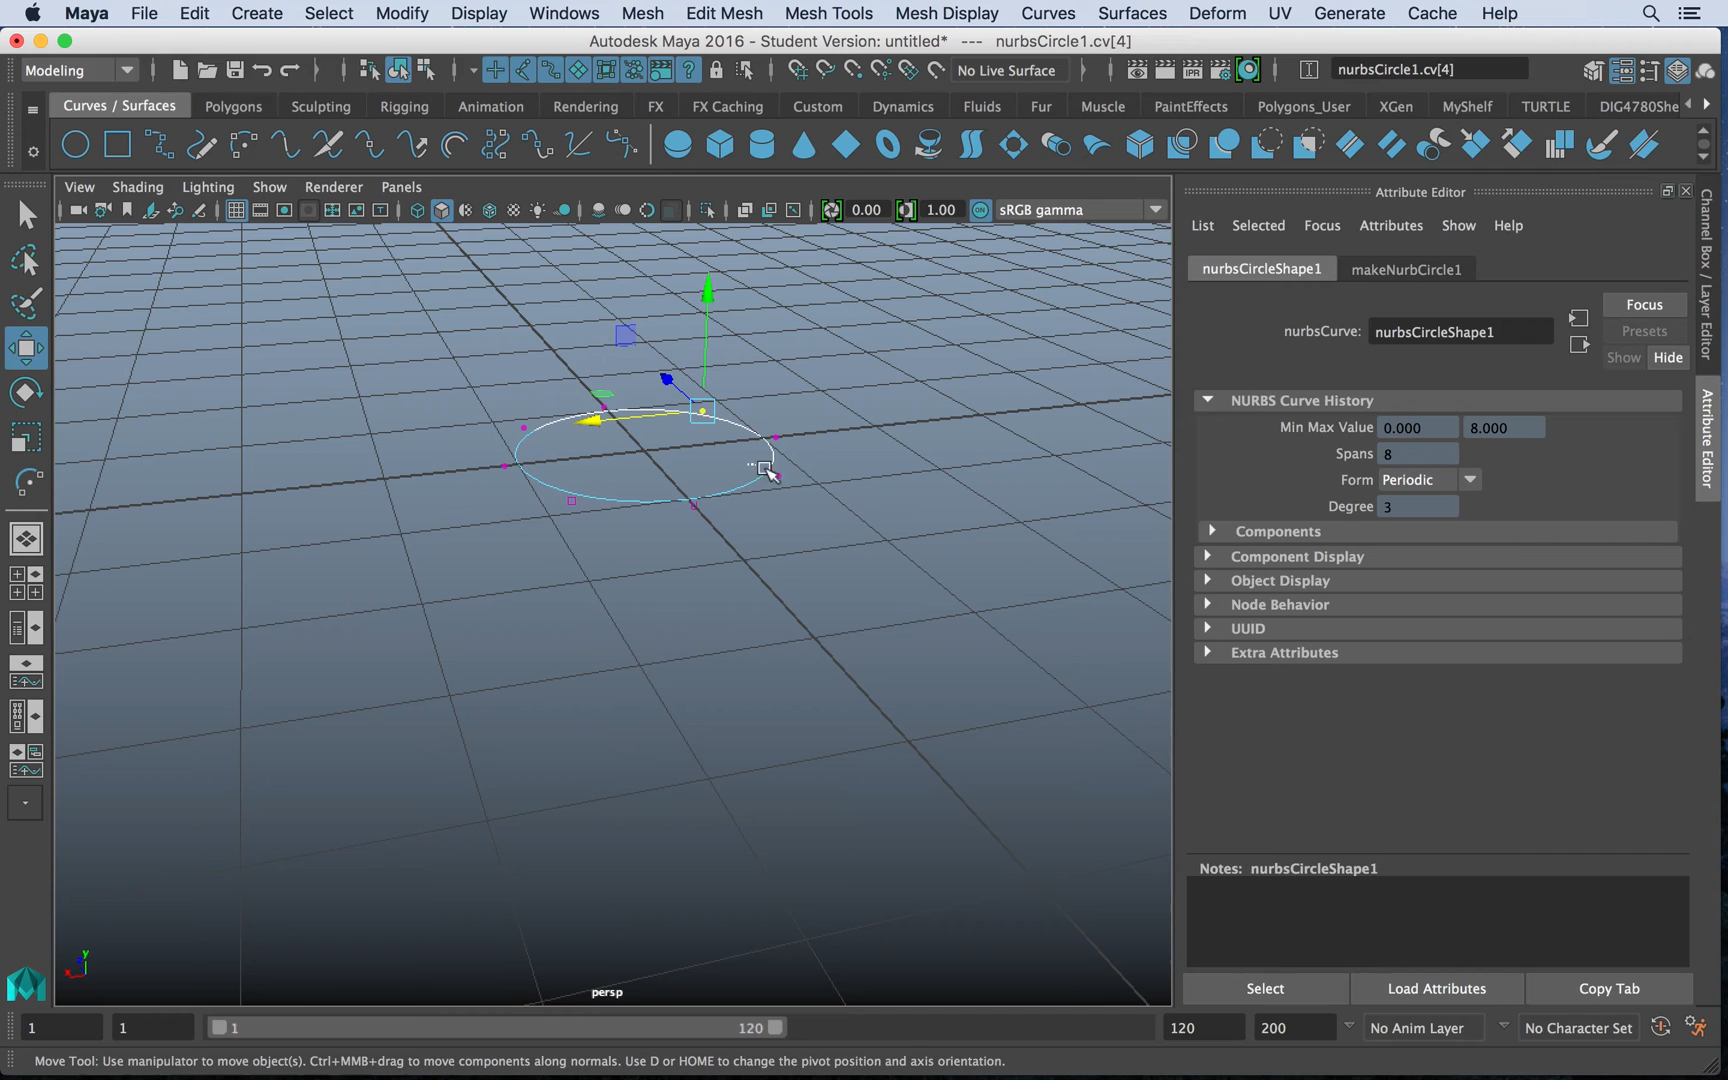 Maya File Edit Create Select Modify Display Windows Mesh Edit Mesh Mesh Tools Mesh Display Curves Surfaces Deform UV Generate Cache Help
Autodesk Maya 2016 - Student Version: untitled* --- nurbsCircle1.cv[4]
Modeling No Live Surface IPR nurbsCircle1.cv[4]
Curves / Surfaces Polygons Sculpting Rigging Animation Rendering FX FX Caching Custom Dynamics Fluids Fur Muscle PaintEffects Polygons_User XGen MyShelf TURTLE DIG4780She
View Shading Lighting Show Renderer Panels
0.00 1.00 ON sRGB gamma
Attribute Editor
List Selected Focus Attributes Show Help
nurbsCircleShape1 makeNurbCircle1
Focus
nurbsCurve: nurbsCircleShape1
Presets
Show Hide
NURBS Curve History
Min Max Value 0.000 8.000
Spans 8
Form Periodic
Degree 3
Components
Component Display
Object Display
Node Behavior
UUID
Extra Attributes
Notes: nurbsCircleShape1
Select Load Attributes Copy Tab
Channel Box / Layer Editor
Attribute Editor
y
z
x
persp
1 1 1 120 120 200 No Anim Layer No Character Set
Move Tool: Use manipulator to move object(s). Ctrl+MMB+drag to move components along normals. Use D or HOME to change the pivot position and axis orientation.